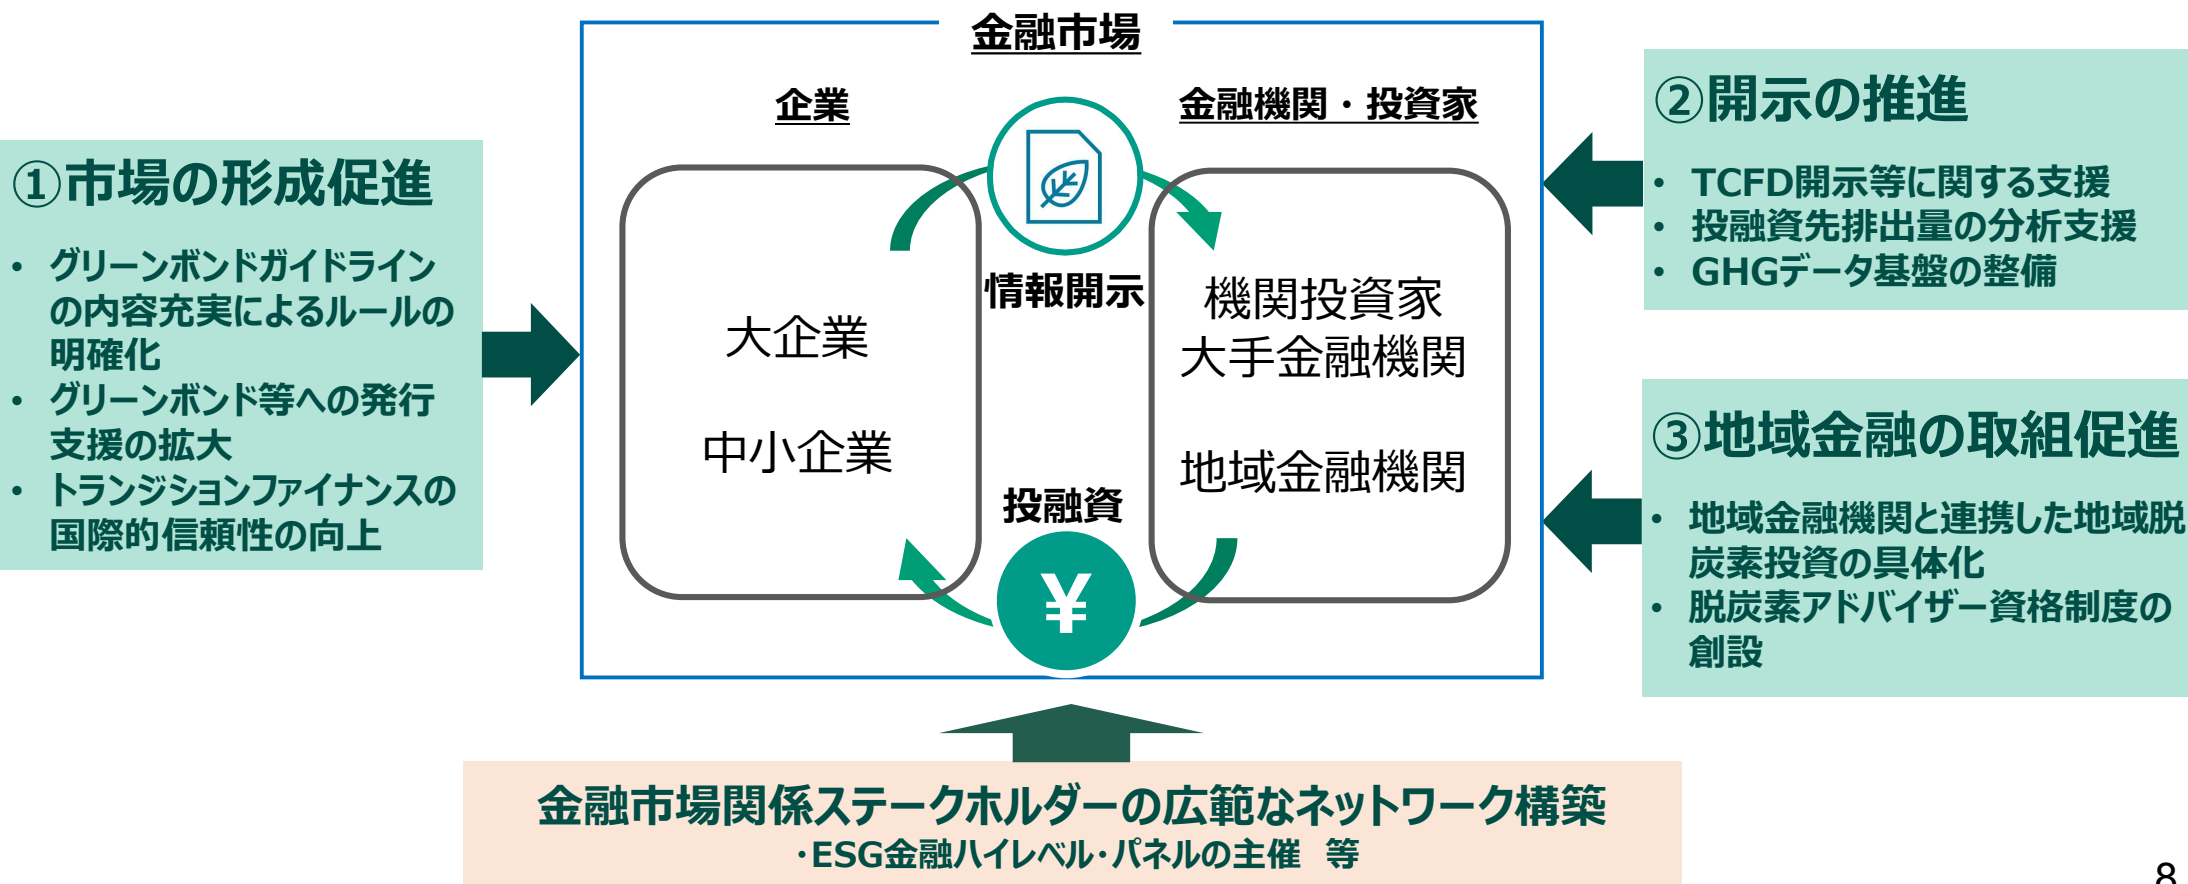 金融市場
企業
金融機関・投資家
①市場の形成促進
• グリーンボンドガイドライン
の内容充実によるルールの
明確化
• グリーンボンド等への発行
支援の拡大
• トランジションファイナンスの
国際的信頼性の向上
大企業
中小企業
情報開示
機関投資家
大手金融機関
地域金融機関
投融資
¥
②開示の推進
• TCFD開示等に関する支援
• 投融資先排出量の分析支援
• GHGデータ基盤の整備
③地域金融の取組促進
• 地域金融機関と連携した地域脱
炭素投資の具体化
• 脱炭素アドバイザー資格制度の
創設
金融市場関係ステークホルダーの広範なネットワーク構築
・ESG金融ハイレベル・パネルの主催 等
8